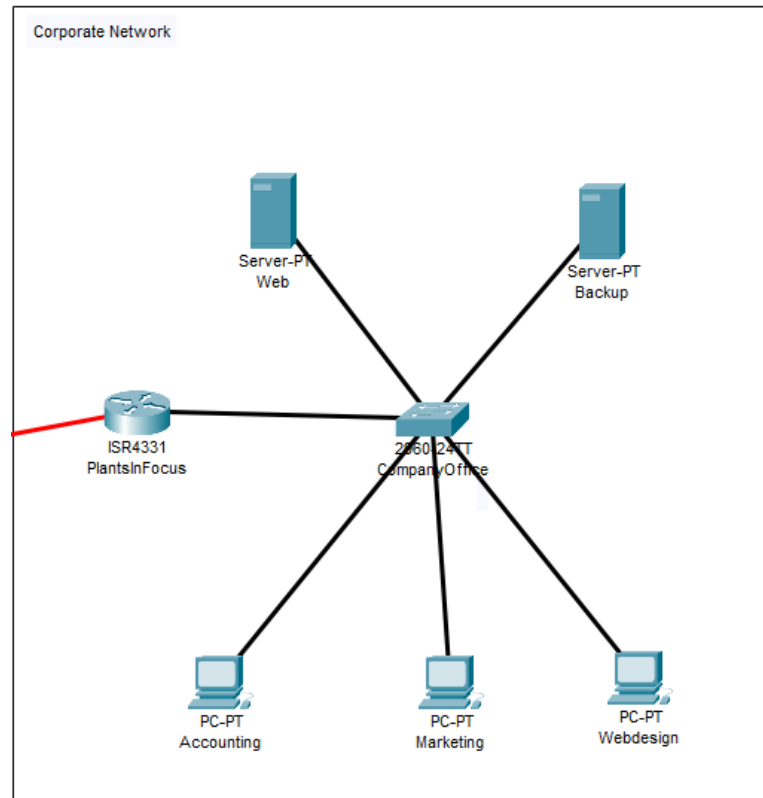 Corporate Network
Server-PT
Web
Server-PT
Backup
ISR4331
PlantsInFocus
2960-24TT
CompanyOffice
PC-PT
Accounting
PC-PT
Marketing
PC-PT
Webdesign